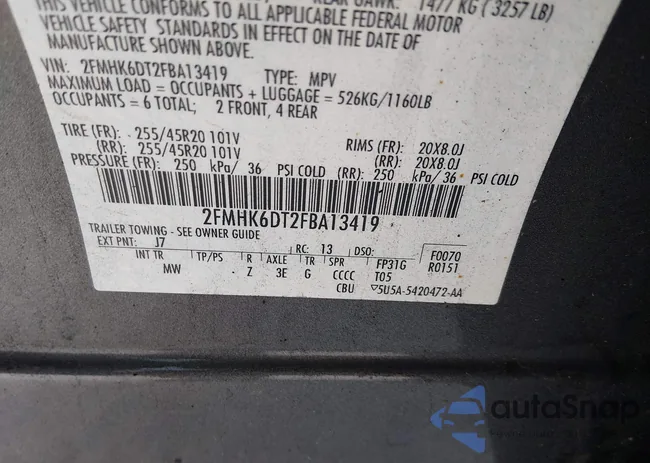 1477 KG ( 3257 LB)
THIS VEHICLE CONFORMS TO ALL APPLICABLE FEDERAL MOTOR
VEHICLE SAFETY STANDARDS IN EFFECT ON THE DATE OF
MANUFACTURE SHOWN ABOVE.
VIN: 2FMHK6DT2FBA13419 TYPE: MPV
MAXIMUM LOAD = OCCUPANTS + LUGGAGE = 526KG/1160LB
OCCUPANTS = 6 TOTAL; 2 FRONT, 4 REAR
TIRE (FR): 255/45R20 101V RIMS (FR): 20X8.0J
(RR): 255/45R20 101V (RR): 20X8.0J
PRESSURE (FR): 250 kPa/ 36 PSI COLD (RR): 250 kPa/ 36 PSI COLD
2FMHK6DT2FBA13419
TRAILER TOWING - SEE OWNER GUIDE
EXT PNT: J7 RC: 13 DSO: F0070
INT TR TP/PS R AXLE TR SPR FP31G R0151
MW Z 3E G CCCC T05
CBU ▽5U5A-5420472-AA
autoSnap